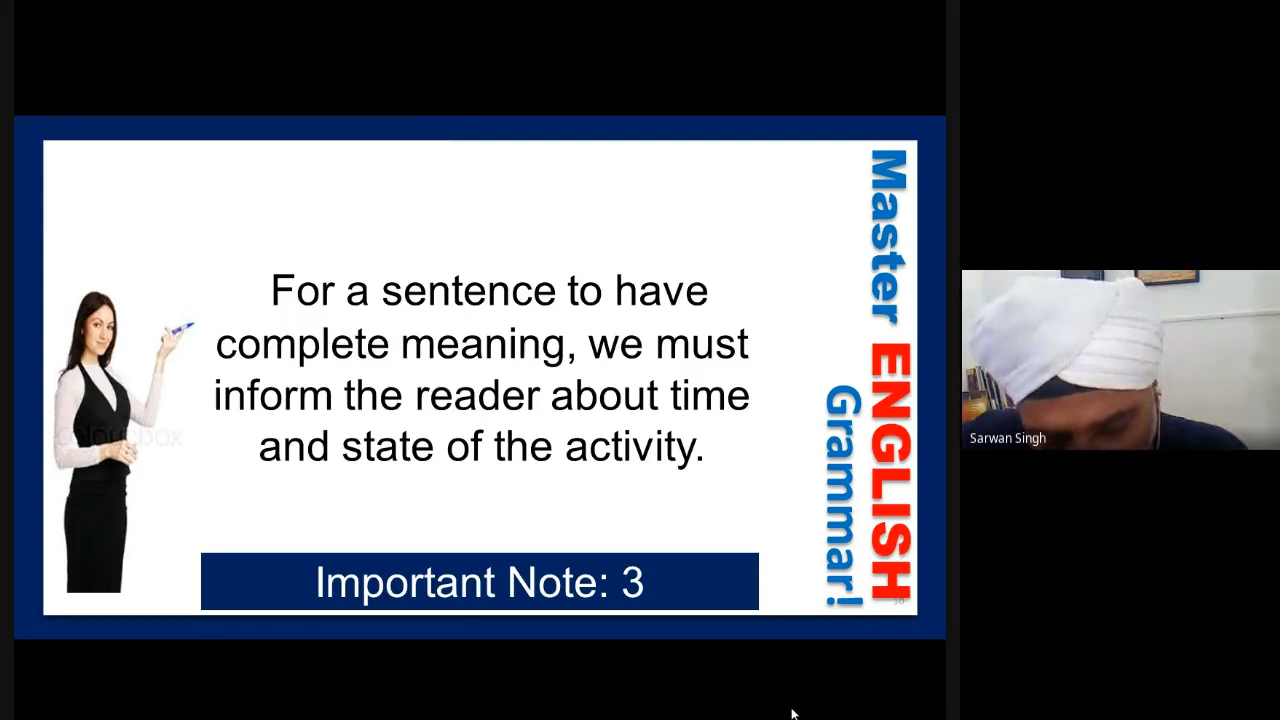 For a sentence to have
complete meaning, we must
inform the reader about time
and state of the activity.
Important Note: 3
Master ENGLISH
Grammar!
Sarwan Singh